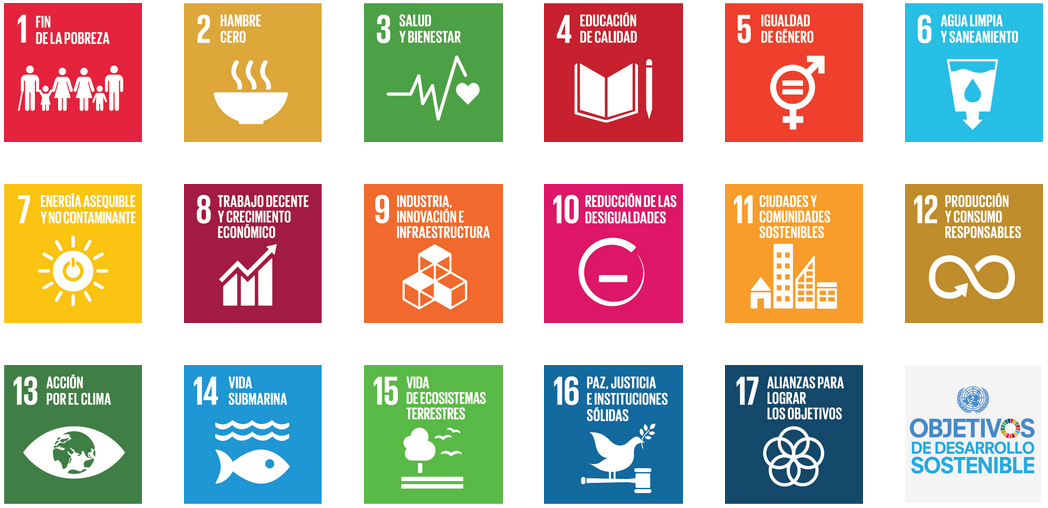 1 FIN
DE LA POBREZA
2 HAMBRE
CERO
3 SALUD
Y BIENESTAR
4 EDUCACIÓN
DE CALIDAD
5 IGUALDAD
DE GÉNERO
6 AGUA LIMPIA
Y SANEAMIENTO
7 ENERGÏA ASEQUIBLE
Y NO CONTAMINANTE
8 TRABAJO DECENTE
Y CRECIMIENTO
ECONÓMICO
9 INDUSTRIA,
INNOVACIÓN E
INFRAESTRUCTURA
10 REDUCCIÓN DE LAS
DESIGUALDADES
11 CIUDADES Y
COMUNIDADES
SOSTENIBLES
12 PRODUCCIÓN
Y CONSUMO
RESPONSABLES
13 ACCIÓN
POR EL CLIMA
14 VIDA
SUBMARINA
15 VIDA
DE ECOSISTEMAS
TERRESTRES
16 PAZ, JUSTICIA
E INSTITUCIONES
SÓLIDAS
17 ALIANZAS PARA
LOGRAR
LOS OBJETIVOS
OBJETIVOS
DE DESARROLLO
SOSTENIBLE